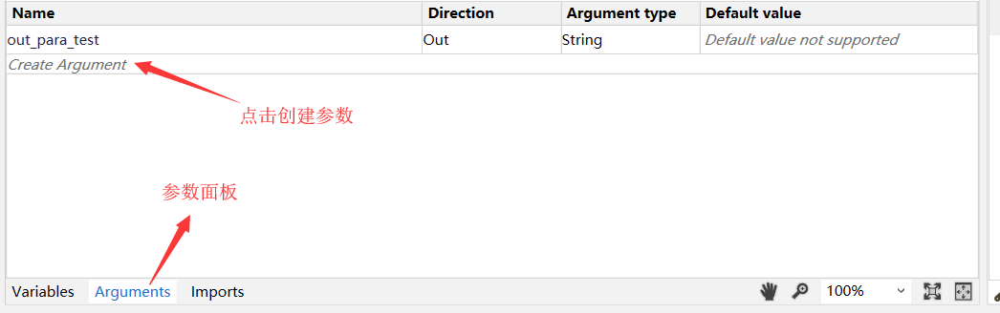 Name Direction Argument type Default value
out_para_test Out String Default value not supported
Create Argument
点击创建参数
参数面板
Variables Arguments Imports 100%